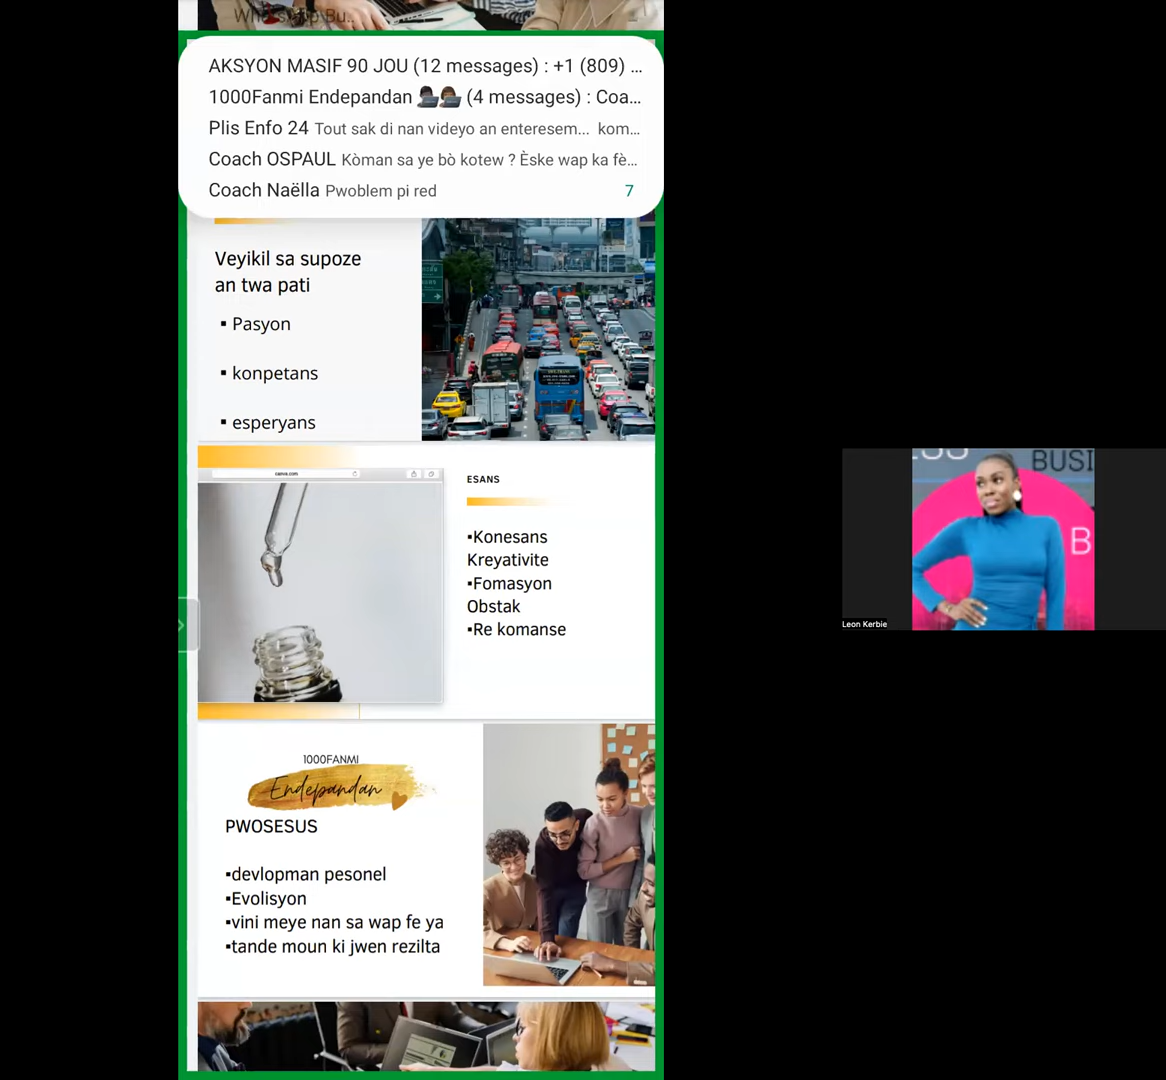 AKSYON MASIF 90 JOU (12 messages) : +1 (809) ...
1000Fanmi Endepandan 👩🏿‍💻👩🏽‍💻 (4 messages) : Coa...
Plis Enfo 24 Tout sak di nan videyo an enteresem... kom...
Coach OSPAUL Kòman sa ye bò kotew ? Èske wap ka fè...
Coach Naëlla Pwoblem pi red 7
Veyikil sa supoze
an twa pati
▪ Pasyon
▪ konpetans
▪ esperyans
canva.com
ESANS
▪Konesans
Kreyativite
▪Fomasyon
Obstak
▪Re komanse
1000FANMI
Endepandan
PWOSESUS
▪devlopman pesonel
▪Evolisyon
▪vini meye nan sa wap fe ya
▪tande moun ki jwen rezilta
BUSI
B
Leon Kerbie